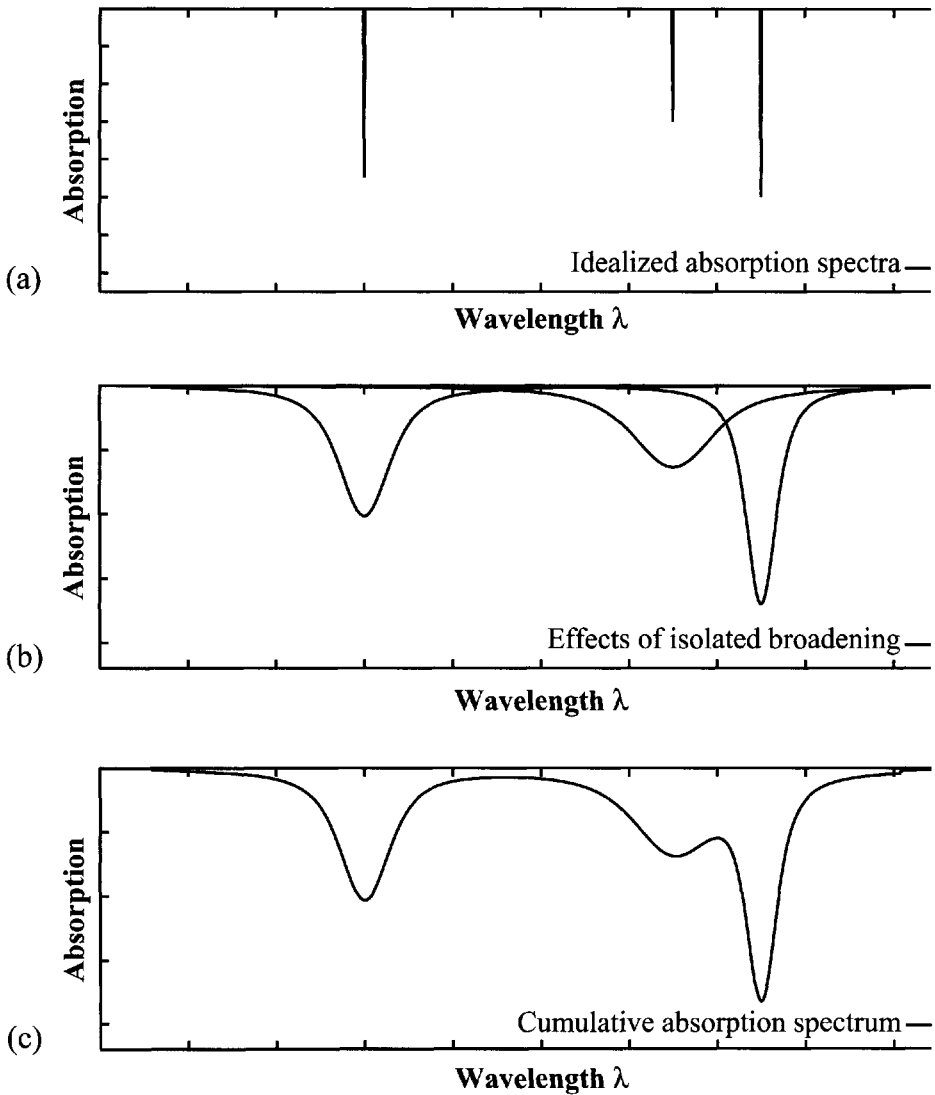 Absorption
Idealized absorption spectra
(a)
Wavelength λ
Absorption
Effects of isolated broadening
(b)
Wavelength λ
Absorption
Cumulative absorption spectrum
(c)
Wavelength λ